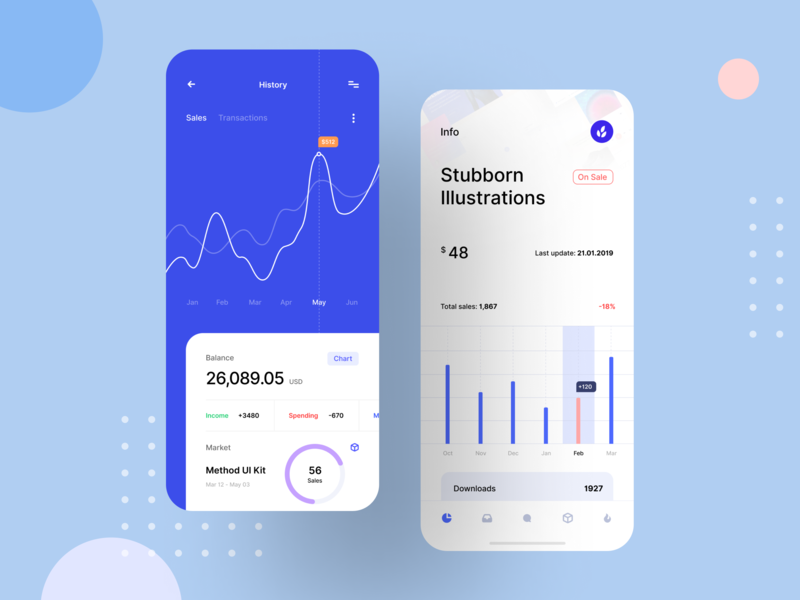 History
Sales
Transactions
$512
Jan
Feb
Mar
Apr
May
Jun
Balance
Chart
26,089.05 USD
Income +3480
Spending -670
M
Market
Method UI Kit
Mar 12 - May 03
56
Sales
Info
Stubborn
Illustrations
On Sale
$ 48
Last update: 21.01.2019
Total sales: 1,867
-18%
+120
Oct
Nov
Dec
Jan
Feb
Mar
Downloads
1927